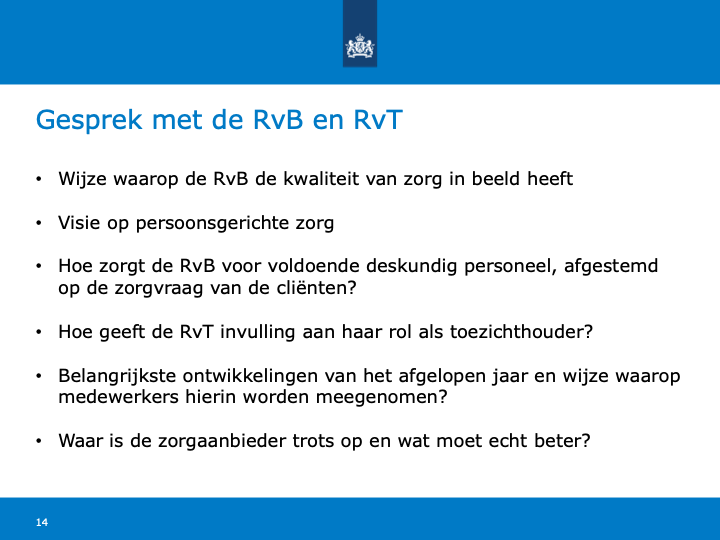 Gesprek met de RvB en RvT
• Wijze waarop de RvB de kwaliteit van zorg in beeld heeft
• Visie op persoonsgerichte zorg
• Hoe zorgt de RvB voor voldoende deskundig personeel, afgestemd
op de zorgvraag van de cliënten?
• Hoe geeft de RvT invulling aan haar rol als toezichthouder?
• Belangrijkste ontwikkelingen van het afgelopen jaar en wijze waarop
medewerkers hierin worden meegenomen?
• Waar is de zorgaanbieder trots op en wat moet echt beter?
14